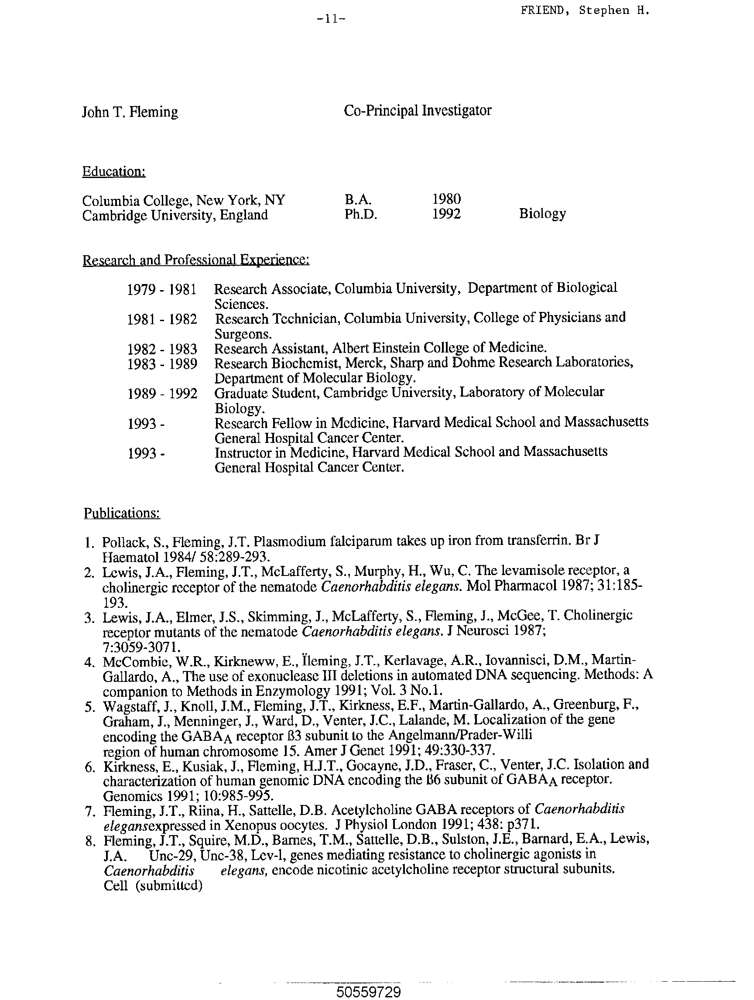 -11-
FRIEND, Stephen H.
John T. Fleming Co-Principal Investigator
Education:
Columbia College, New York, NY B.A. 1980
Cambridge University, England Ph.D. 1992 Biology
Research and Professional Experience:
1979 - 1981 Research Associate, Columbia University, Department of Biological
Sciences.
1981 - 1982 Research Technician, Columbia University, College of Physicians and
Surgeons.
1982 - 1983 Research Assistant, Albert Einstein College of Medicine.
1983 - 1989 Research Biochemist, Merck, Sharp and Dohme Research Laboratories,
Department of Molecular Biology.
1989 - 1992 Graduate Student, Cambridge University, Laboratory of Molecular
Biology.
1993 - Research Fellow in Medicine, Harvard Medical School and Massachusetts
General Hospital Cancer Center.
1993 - Instructor in Medicine, Harvard Medical School and Massachusetts
General Hospital Cancer Center.
Publications:
1. Pollack, S., Fleming, J.T. Plasmodium falciparum takes up iron from transferrin. Br J
Haematol 1984/ 58:289-293.
2. Lewis, J.A., Fleming, J.T., McLafferty, S., Murphy, H., Wu, C. The levamisole receptor, a
cholinergic receptor of the nematode Caenorhabditis elegans. Mol Pharmacol 1987; 31:185-
193.
3. Lewis, J.A., Elmer, J.S., Skimming, J., McLafferty, S., Fleming, J., McGee, T. Cholinergic
receptor mutants of the nematode Caenorhabditis elegans. J Neurosci 1987;
7:3059-3071.
4. McCombie, W.R., Kirkneww, E., Ïleming, J.T., Kerlavage, A.R., Iovannisci, D.M., Martin-
Gallardo, A., The use of exonuclease III deletions in automated DNA sequencing. Methods: A
companion to Methods in Enzymology 1991; Vol. 3 No.1.
5. Wagstaff, J., Knoll, J.M., Fleming, J.T., Kirkness, E.F., Martin-Gallardo, A., Greenburg, F.,
Graham, J., Menninger, J., Ward, D., Venter, J.C., Lalande, M. Localization of the gene
encoding the GABAA receptor ß3 subunit to the Angelmann/Prader-Willi
region of human chromosome 15. Amer J Genet 1991; 49:330-337.
6. Kirkness, E., Kusiak, J., Fleming, H.J.T., Gocayne, J.D., Fraser, C., Venter, J.C. Isolation and
characterization of human genomic DNA encoding the ß6 subunit of GABAA receptor.
Genomics 1991; 10:985-995.
7. Fleming, J.T., Riina, H., Sattelle, D.B. Acetylcholine GABA receptors of Caenorhabditis
elegansexpressed in Xenopus oocytes. J Physiol London 1991; 438: p371.
8. Fleming, J.T., Squire, M.D., Barnes, T.M., Sattelle, D.B., Sulston, J.E., Barnard, E.A., Lewis,
J.A. Unc-29, Unc-38, Lev-l, genes mediating resistance to cholinergic agonists in
Caenorhabditis elegans, encode nicotinic acetylcholine receptor structural subunits.
Cell (submitted)
50559729